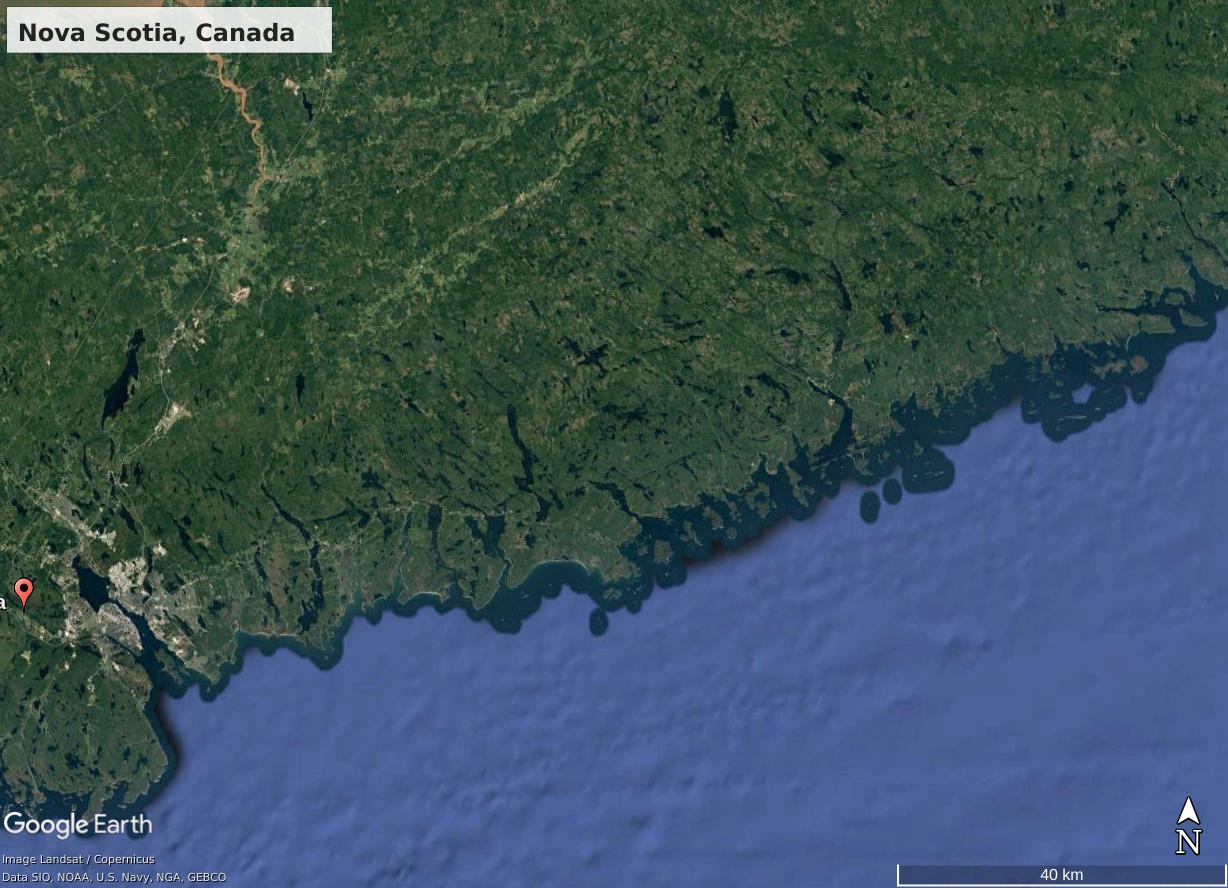 Nova Scotia, Canada
a
Google Earth
N
Image Landsat / Copernicus
Data SIO, NOAA, U.S. Navy, NGA, GEBCO
40 km